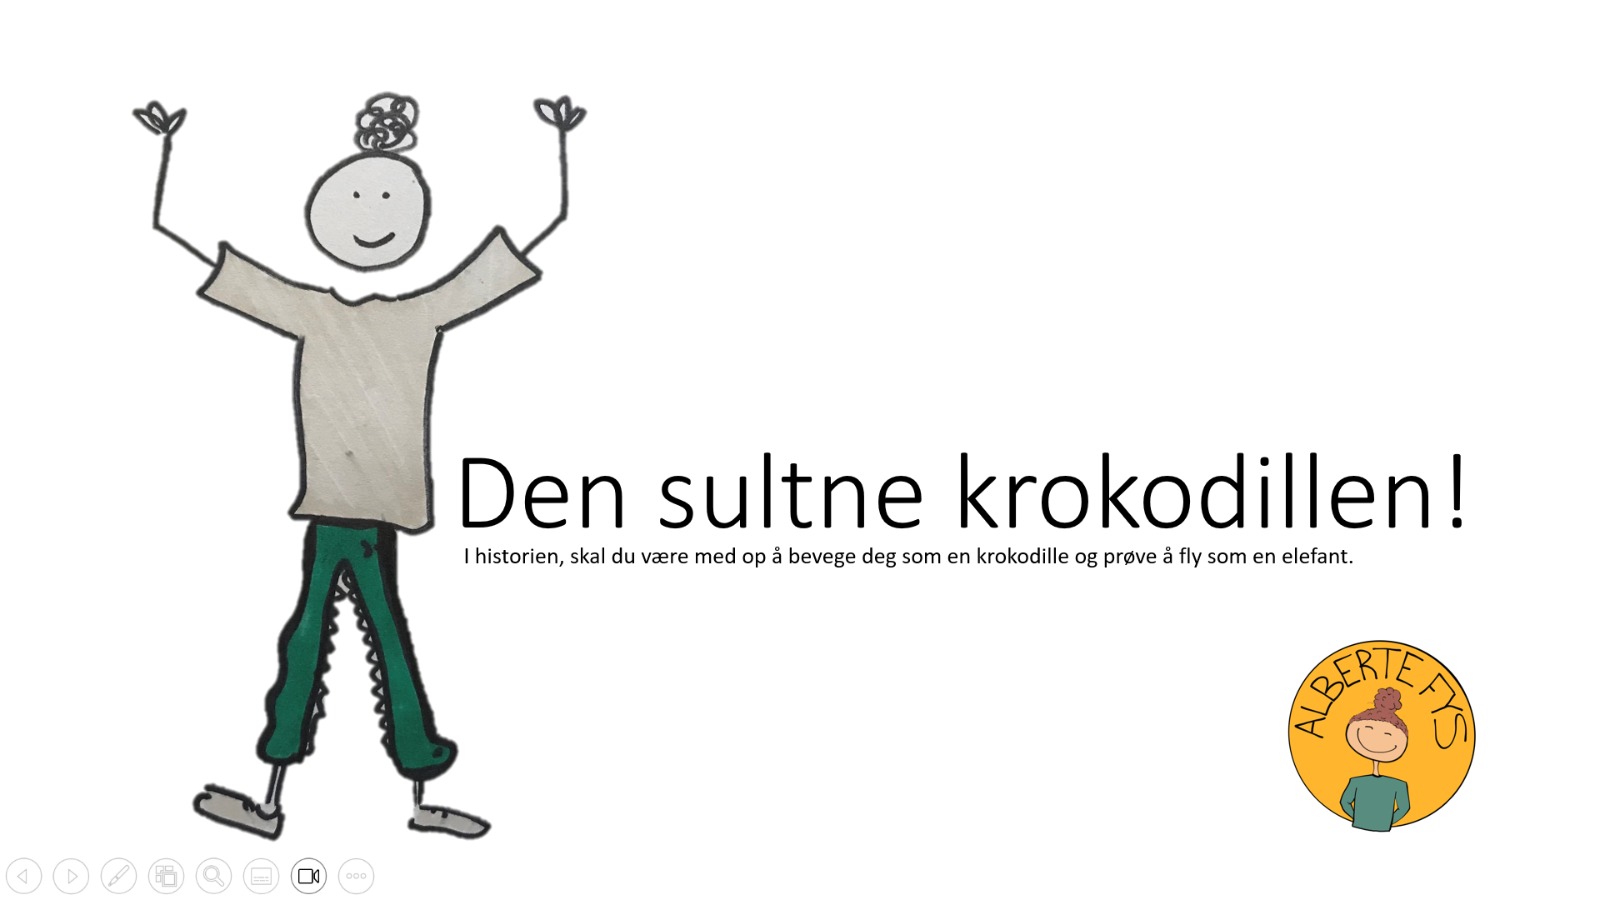 Den sultne krokodillen!
I historien, skal du være med op å bevege deg som en krokodille og prøve å fly som en elefant.
ALBERTE FYS